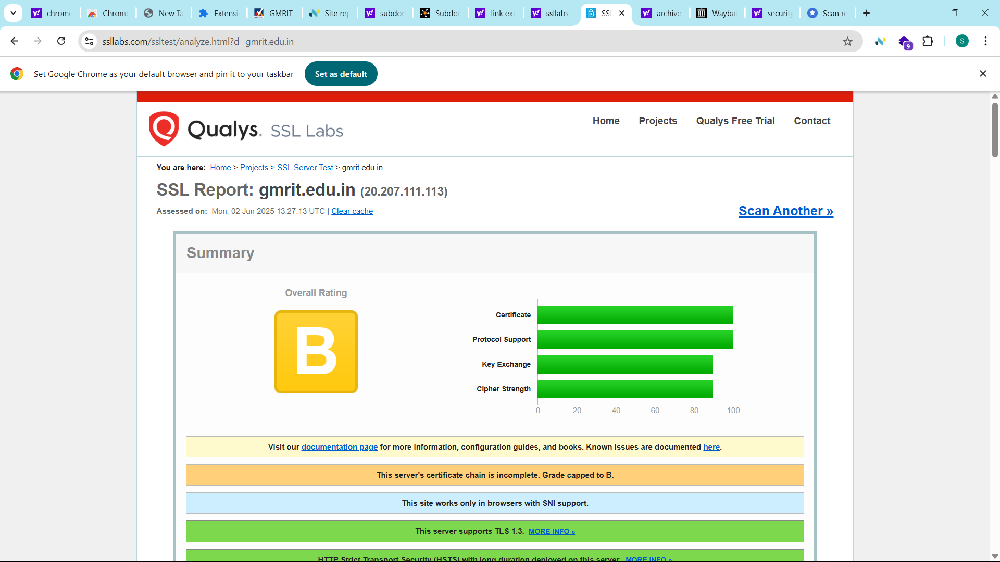 chrome
Chrome
New Ta
Extensi
GMRIT
Site rep
subdom
Subdor
link ext
ssllabs
SSL
archive
Wayba
security
Scan re
ssllabs.com/ssltest/analyze.html?d=gmrit.edu.in
9
S
Set Google Chrome as your default browser and pin it to your taskbar
Set as default
Qualys. SSL Labs
Home
Projects
Qualys Free Trial
Contact
You are here: Home > Projects > SSL Server Test > gmrit.edu.in
SSL Report: gmrit.edu.in (20.207.111.113)
Assessed on: Mon, 02 Jun 2025 13:27:13 UTC | Clear cache
Scan Another »
Summary
Overall Rating
B
Certificate
Protocol Support
Key Exchange
Cipher Strength
0 20 40 60 80 100
Visit our documentation page for more information, configuration guides, and books. Known issues are documented here.
This server's certificate chain is incomplete. Grade capped to B.
This site works only in browsers with SNI support.
This server supports TLS 1.3. MORE INFO »
HTTP Strict Transport Security (HSTS) with long duration deployed on this server. MORE INFO »